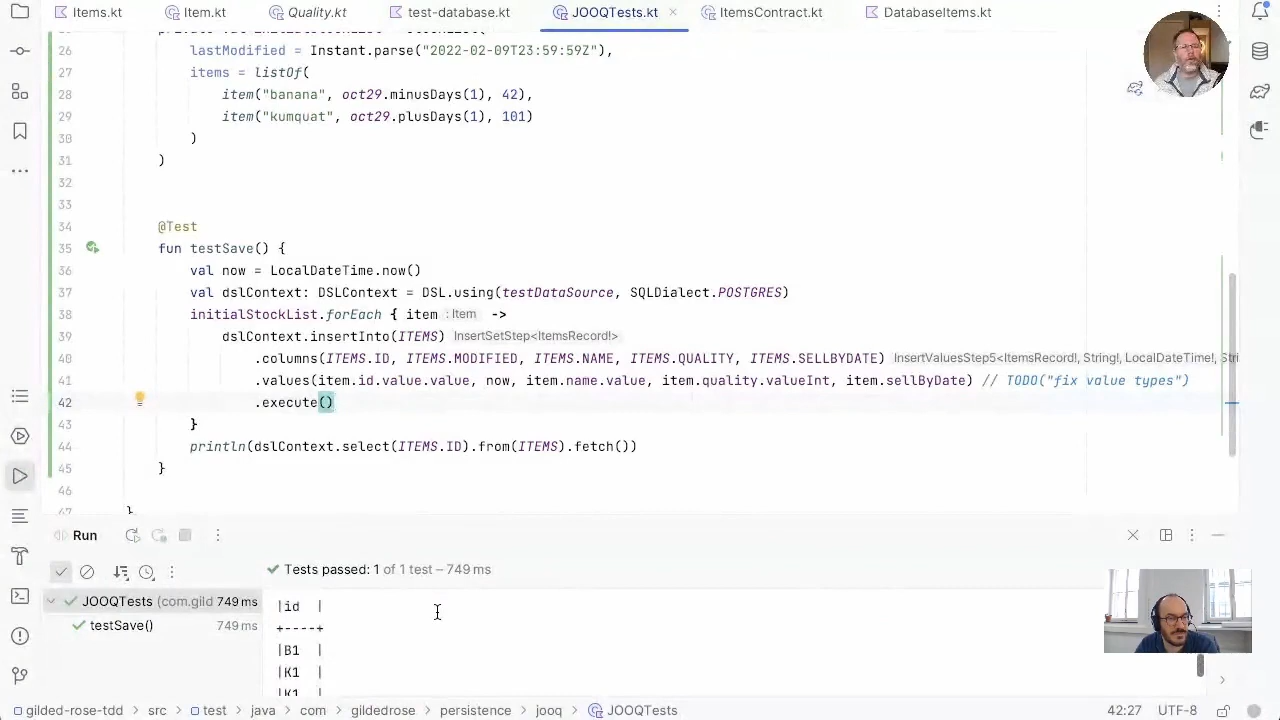 Items.kt Item.kt Quality.kt test-database.kt JOOQTests.kt ItemsContract.kt DatabaseItems.kt
26 lastModified = Instant.parse("2022-02-09T23:59:59Z"),
27 items = listOf(
28 item("banana", oct29.minusDays(1), 42),
29 item("kumquat", oct29.plusDays(1), 101)
30 )
31 )
32
33
34 @Test
35 fun testSave() {
36 val now = LocalDateTime.now()
37 val dslContext: DSLContext = DSL.using(testDataSource, SQLDialect.POSTGRES)
38 initialStockList.forEach { item : Item ->
39 dslContext.insertInto(ITEMS) InsertSetStep<ItemsRecord!>
40 .columns(ITEMS.ID, ITEMS.MODIFIED, ITEMS.NAME, ITEMS.QUALITY, ITEMS.SELLBYDATE) InsertValuesStep5<ItemsRecord!, String!, LocalDateTime!, Stri
41 .values(item.id.value.value, now, item.name.value, item.quality.valueInt, item.sellByDate) // TODO("fix value types")
42 .execute()
43 }
44 println(dslContext.select(ITEMS.ID).from(ITEMS).fetch())
45 }
46
47 }
Run
Tests passed: 1 of 1 test – 749 ms
JOOQTests (com.gild 749 ms
testSave() 749 ms
|id |
+----+
|B1 |
|K1 |
|K1 |
gilded-rose-tdd > src > test > java > com > gildedrose > persistence > jooq > JOOQTests 42:27 UTF-8